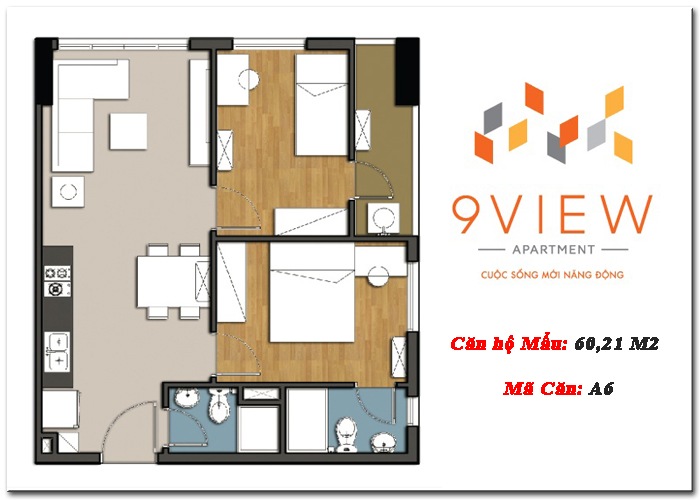 9VIEW
APARTMENT
CUỘC SỐNG MỚI NĂNG ĐỘNG
Căn hộ Mẫu: 60,21 M2
Mã Căn: A6